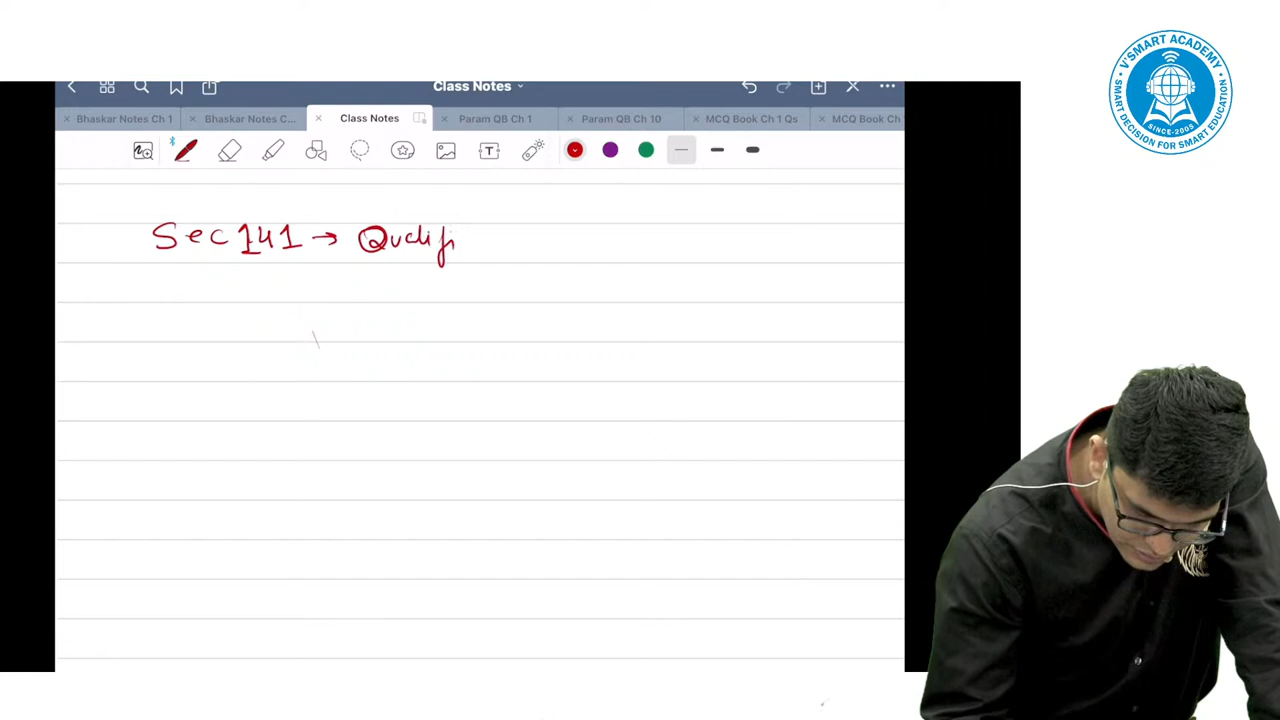 V'SMART ACADEMY
SMART DECISION FOR SMART EDUCATION
SINCE-2005
Class Notes
Bhaskar Notes Ch 1
Bhaskar Notes C...
Class Notes
Param QB Ch 1
Param QB Ch 10
MCQ Book Ch 1 Qs
MCQ Book Ch
T
Sec 141 → Qualifi